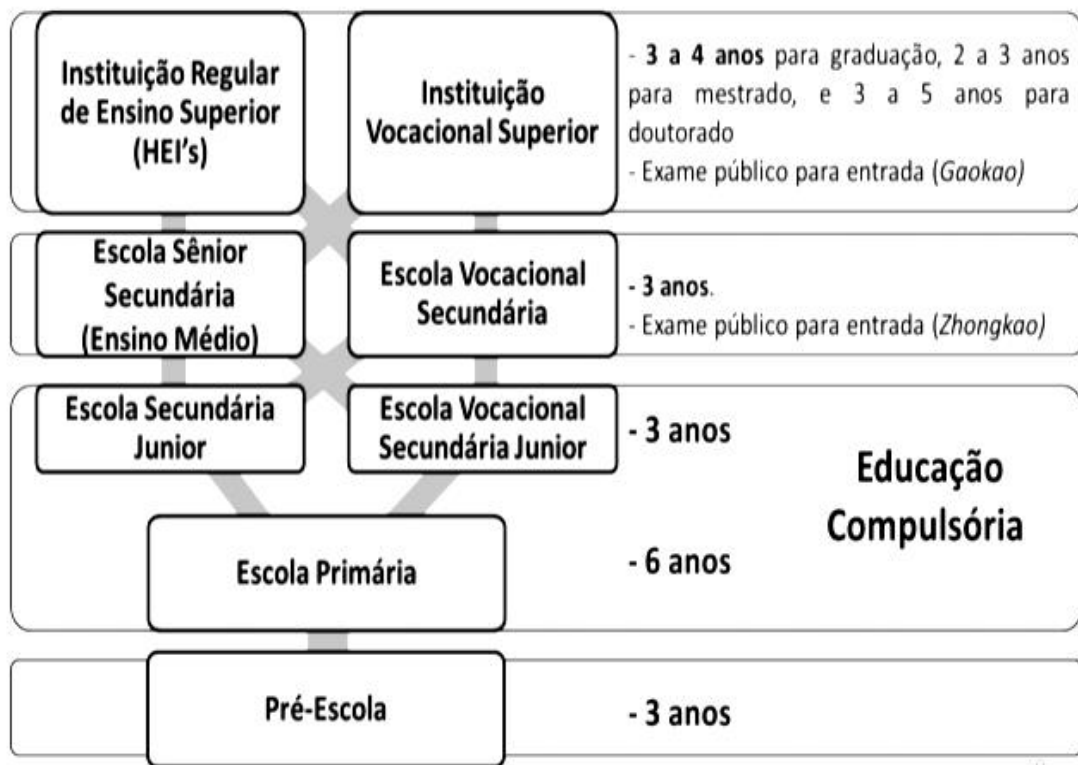 Instituição Regular
de Ensino Superior
(HEI's)
Instituição
Vocacional Superior
- 3 a 4 anos para graduação, 2 a 3 anos
para mestrado, e 3 a 5 anos para
doutorado
- Exame público para entrada (Gaokao)
Escola Sênior
Secundária
(Ensino Médio)
Escola Vocacional
Secundária
- 3 anos.
- Exame público para entrada (Zhongkao)
Escola Secundária
Junior
Escola Vocacional
Secundária Junior
- 3 anos
Educação
Compulsória
Escola Primária
- 6 anos
Pré-Escola
- 3 anos